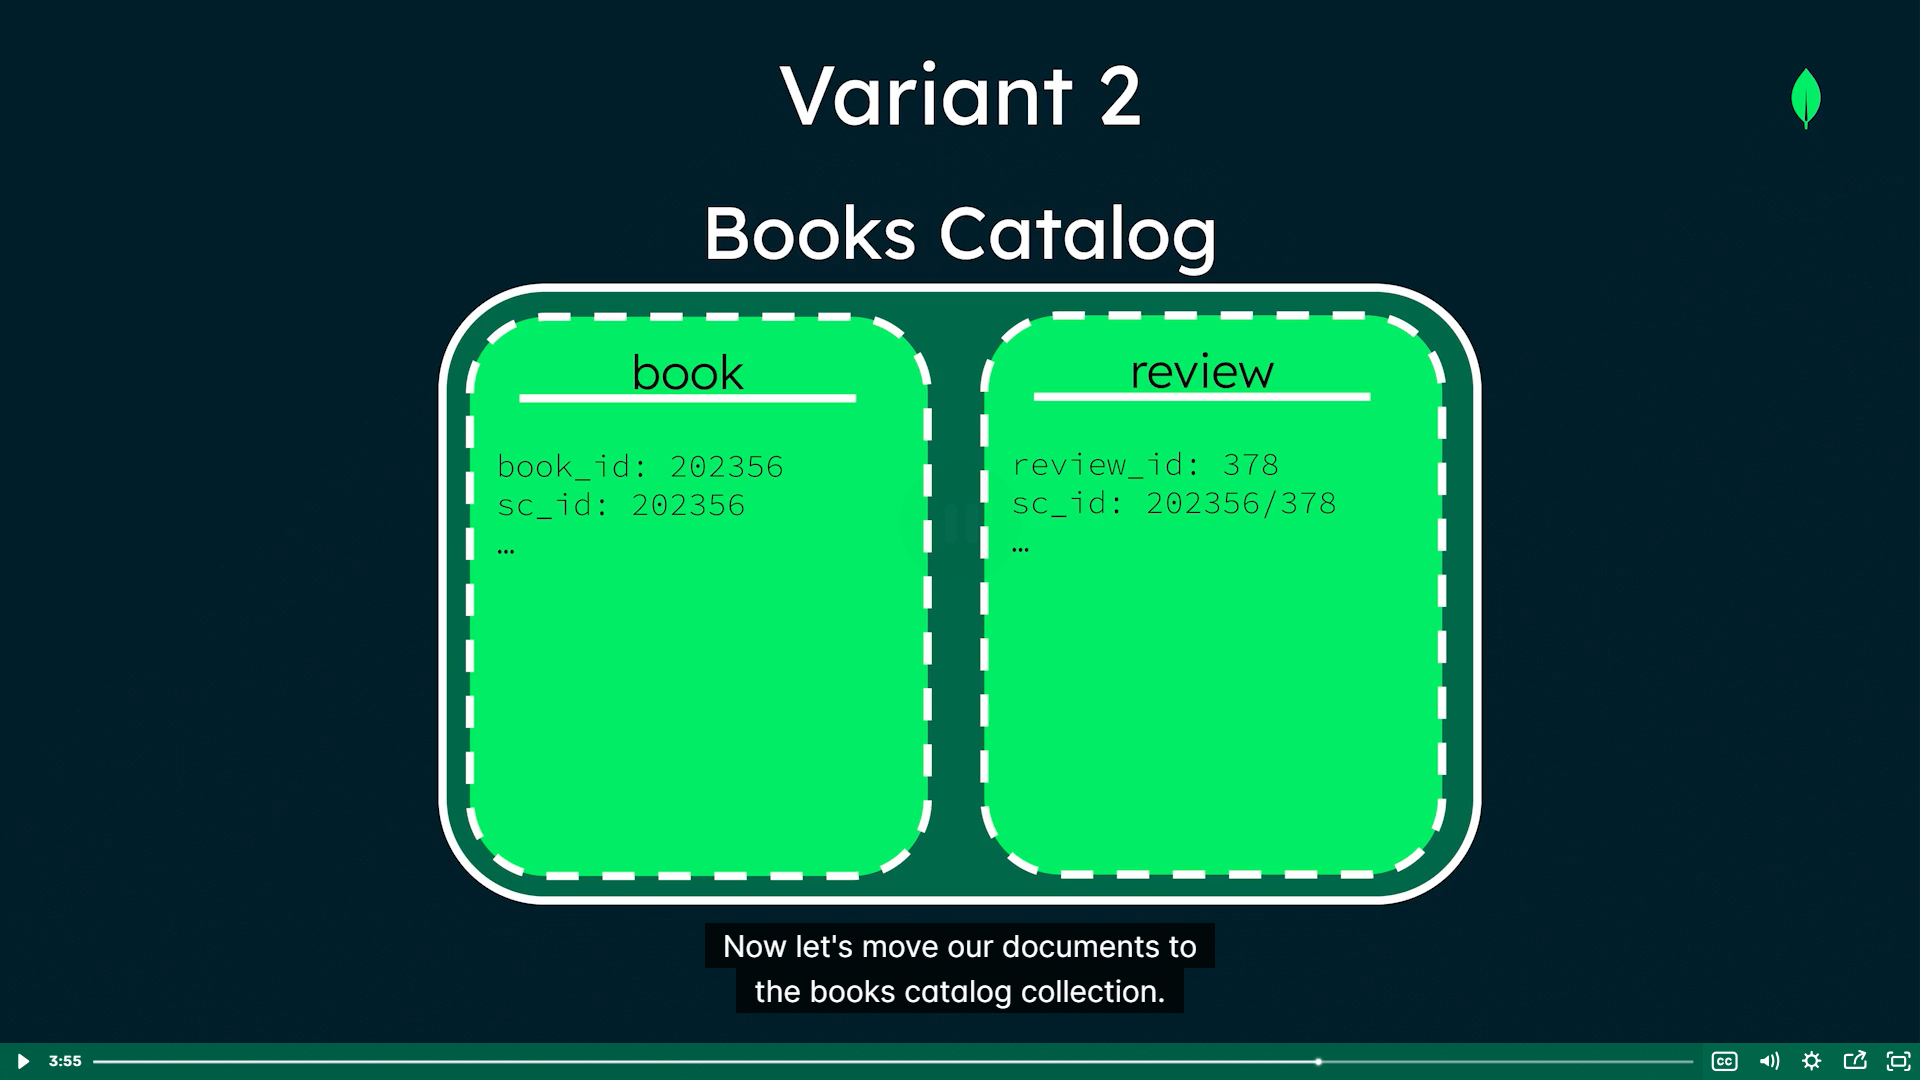 Variant 2
Books Catalog
book
book_id: 202356
sc_id: 202356
…
review
review_id: 378
sc_id: 202356/378
…
Now let's move our documents to
the books catalog collection.
3:55
CC